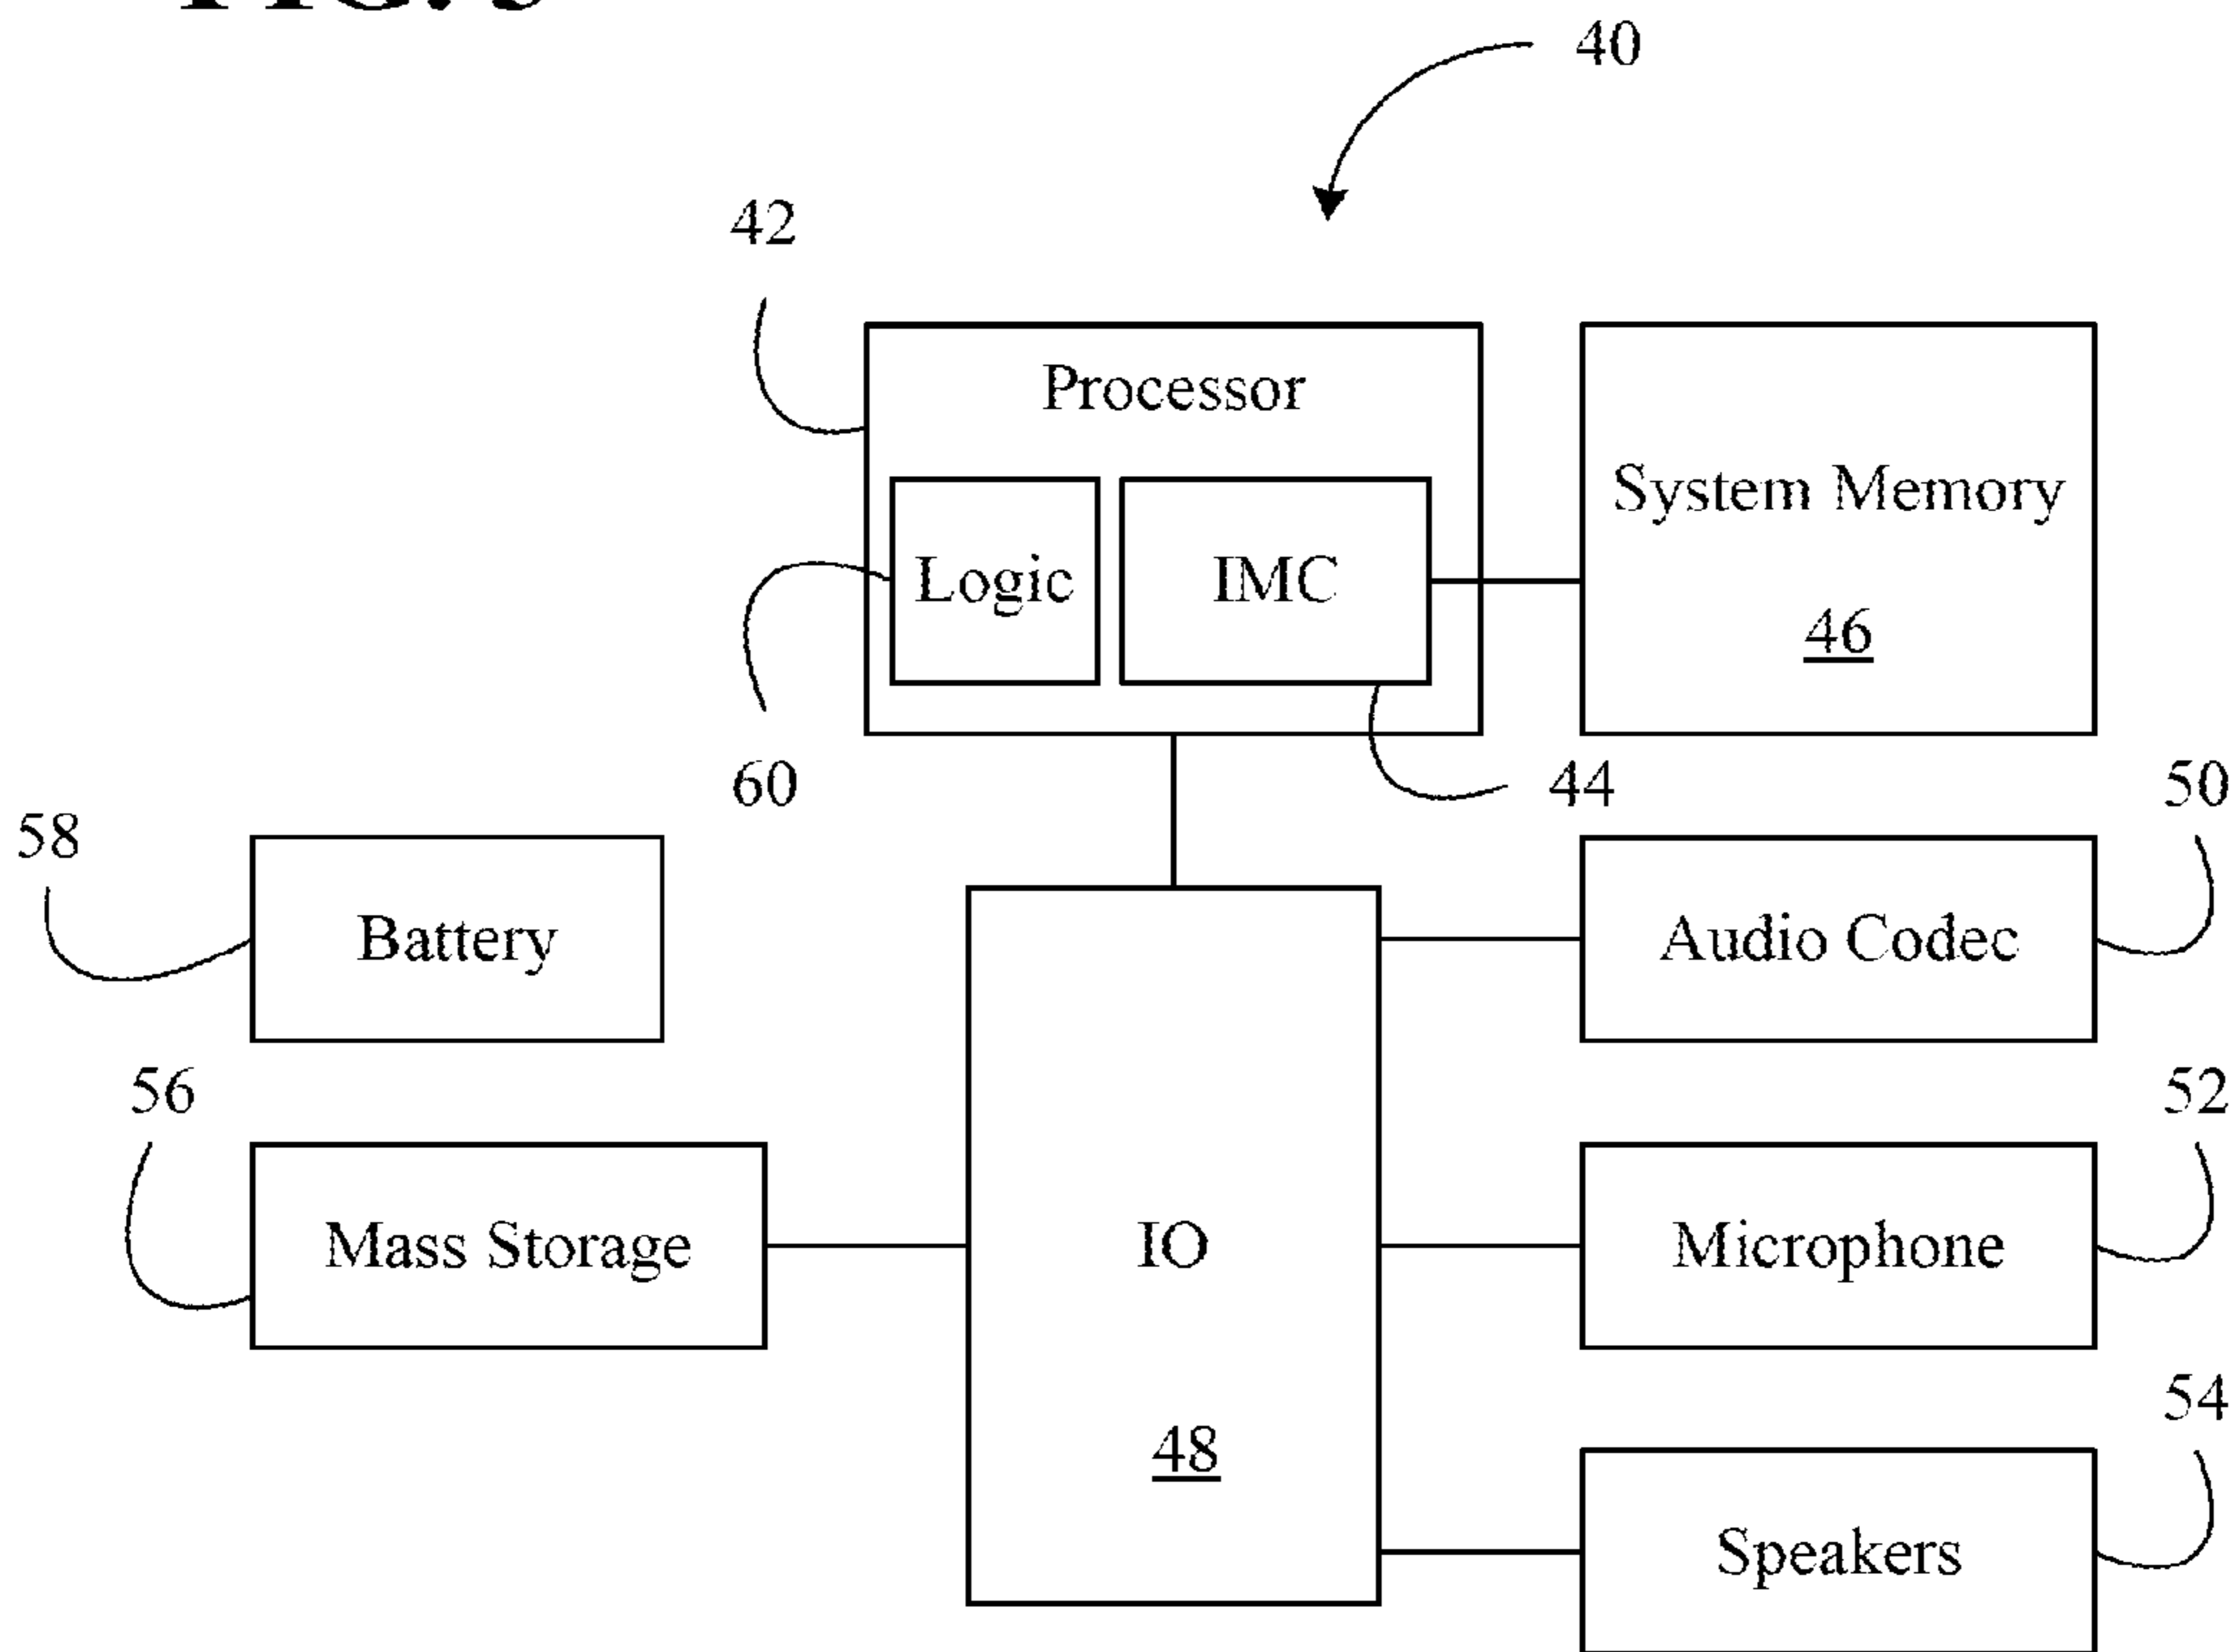 40
42
Processor
System Memory
Logic
IMC
46
60
44
50
58
Battery
Audio Codec
56
52
Mass Storage
IO
Microphone
54
48
Speakers